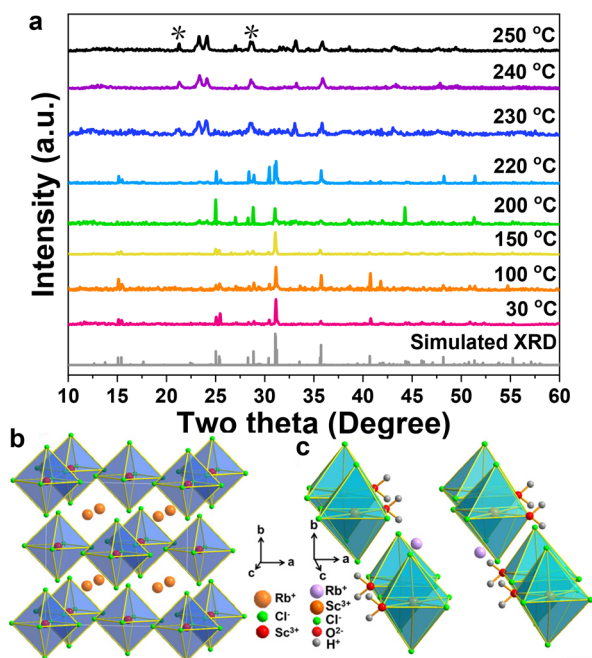 a
* *
250 °C
240 °C
230 °C
220 °C
200 °C
150 °C
100 °C
30 °C
Simulated XRD
Intensity (a.u.)
10 15 20 25 30 35 40 45 50 55 60
Two theta (Degree)
b
b
a
c
Rb⁺
Cl⁻
Sc³⁺
c
b
a
c
Rb⁺
Sc³⁺
Cl⁻
O²⁻
H⁺